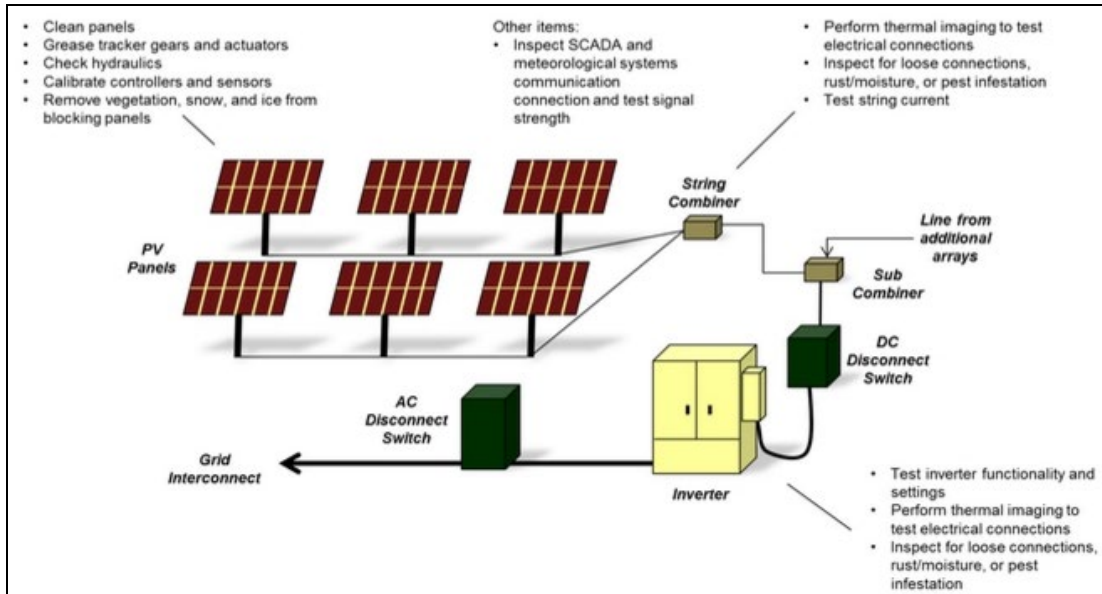 • Clean panels
• Grease tracker gears and actuators
• Check hydraulics
• Calibrate controllers and sensors
• Remove vegetation, snow, and ice from
blocking panels
Other items:
• Inspect SCADA and
meteorological systems
communication
connection and test signal
strength
• Perform thermal imaging to test
electrical connections
• Inspect for loose connections,
rust/moisture, or pest infestation
• Test string current
String
Combiner
Line from
additional
arrays
PV
Panels
Sub
Combiner
DC
Disconnect
Switch
AC
Disconnect
Switch
Grid
Interconnect
Inverter
• Test inverter functionality and
settings
• Perform thermal imaging to
test electrical connections
• Inspect for loose connections,
rust/moisture, or pest
infestation